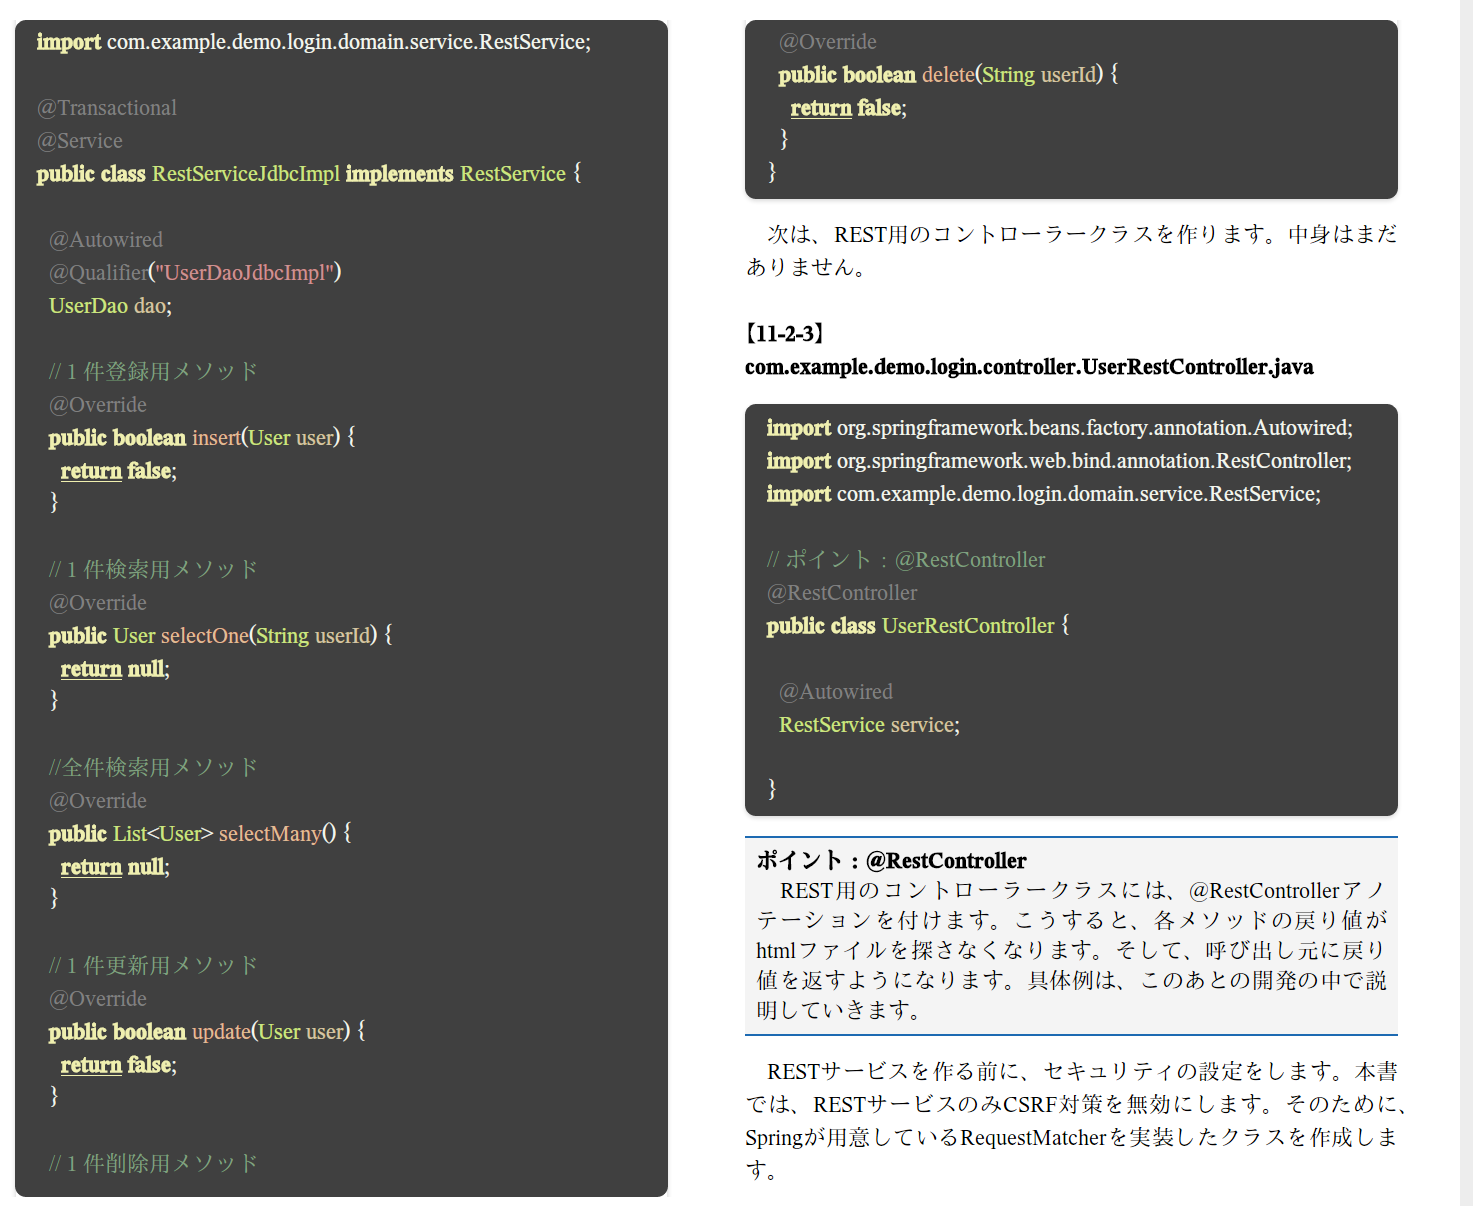 import com.example.demo.login.domain.service.RestService;
@Transactional
@Service
public class RestServiceJdbcImpl implements RestService {
@Autowired
@Qualifier("UserDaoJdbcImpl")
UserDao dao;
// 1 件登録用メソッド
@Override
public boolean insert(User user) {
return false;
}
// 1 件検索用メソッド
@Override
public User selectOne(String userId) {
return null;
}
//全件検索用メソッド
@Override
public List<User> selectMany() {
return null;
}
// 1 件更新用メソッド
@Override
public boolean update(User user) {
return false;
}
// 1 件削除用メソッド
@Override
public boolean delete(String userId) {
return false;
}
}
次は、REST用のコントローラークラスを作ります。中身はまだ
ありません。
【11-2-3】
com.example.demo.login.controller.UserRestController.java
import org.springframework.beans.factory.annotation.Autowired;
import org.springframework.web.bind.annotation.RestController;
import com.example.demo.login.domain.service.RestService;
// ポイント：@RestController
@RestController
public class UserRestController {
@Autowired
RestService service;
}
ポイント：@RestController
REST用のコントローラークラスには、@RestControllerアノ
テーションを付けます。こうすると、各メソッドの戻り値が
htmlファイルを探さなくなります。そして、呼び出し元に戻り
値を返すようになります。具体例は、このあとの開発の中で説
明していきます。
RESTサービスを作る前に、セキュリティの設定をします。本書
では、RESTサービスのみCSRF対策を無効にします。そのために、
Springが用意しているRequestMatcherを実装したクラスを作成しま
す。